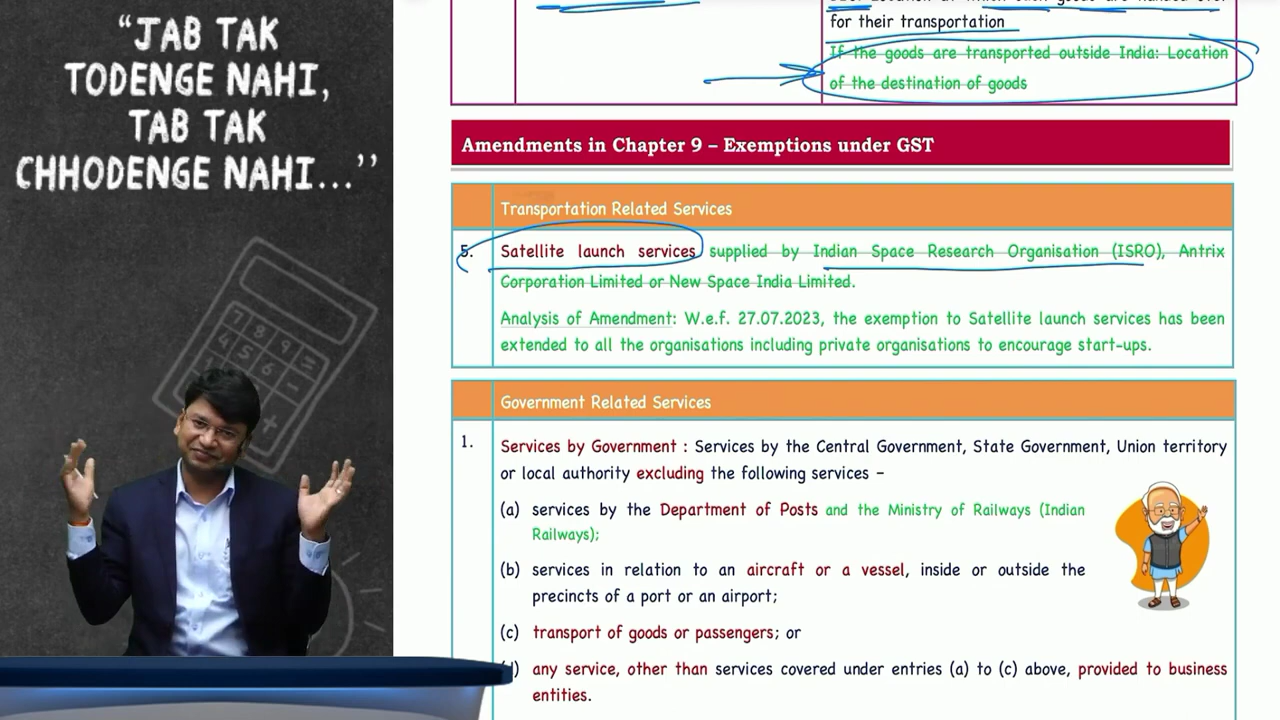 “JAB TAK
TODENGE NAHI,
TAB TAK
CHHODENGE NAHI...’’
for their transportation
If the goods are transported outside India: Location
of the destination of goods
Amendments in Chapter 9 – Exemptions under GST
Transportation Related Services
5. Satellite launch services supplied by Indian Space Research Organisation (ISRO), Antrix
Corporation Limited or New Space India Limited.
Analysis of Amendment: W.e.f. 27.07.2023, the exemption to Satellite launch services has been
extended to all the organisations including private organisations to encourage start-ups.
Government Related Services
1. Services by Government : Services by the Central Government, State Government, Union territory
or local authority excluding the following services –
(a) services by the Department of Posts and the Ministry of Railways (Indian
Railways);
(b) services in relation to an aircraft or a vessel, inside or outside the
precincts of a port or an airport;
(c) transport of goods or passengers; or
(d) any service, other than services covered under entries (a) to (c) above, provided to business
entities.
7 8 9